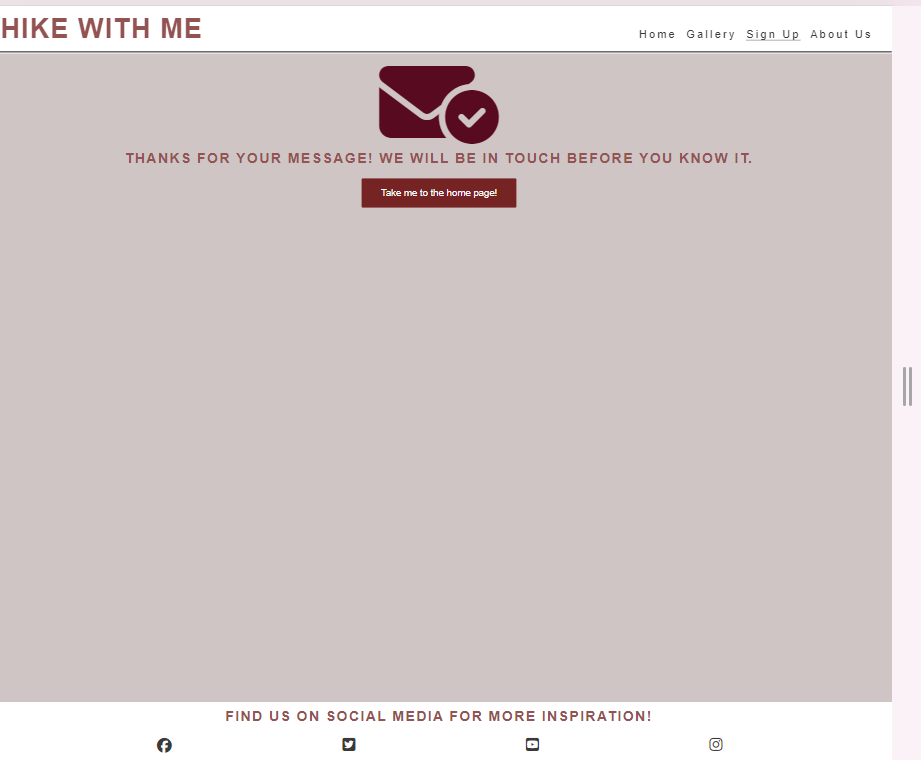 HIKE WITH ME
Home Gallery Sign Up About Us
THANKS FOR YOUR MESSAGE! WE WILL BE IN TOUCH BEFORE YOU KNOW IT.
Take me to the home page!
FIND US ON SOCIAL MEDIA FOR MORE INSPIRATION!